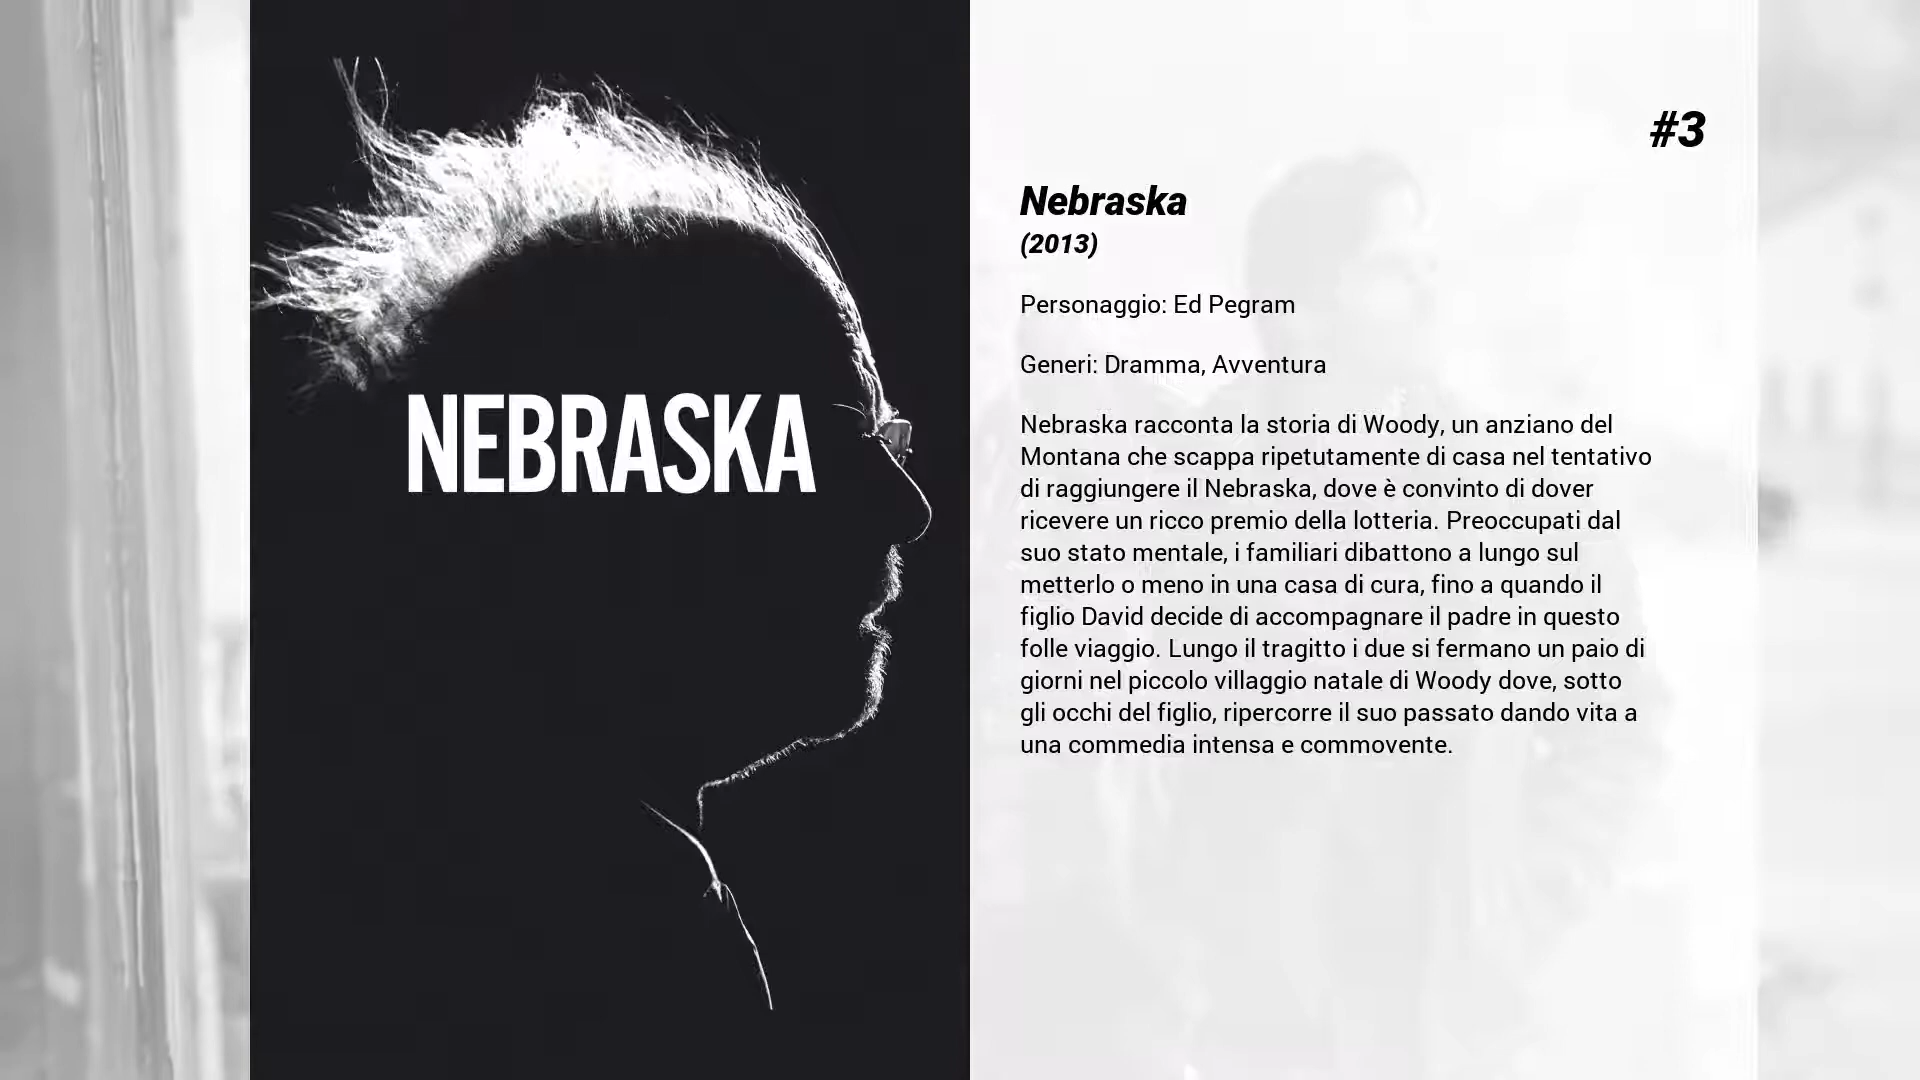 NEBRASKA
#3
Nebraska
(2013)
Personaggio: Ed Pegram
Generi: Dramma, Avventura
Nebraska racconta la storia di Woody, un anziano del
Montana che scappa ripetutamente di casa nel tentativo
di raggiungere il Nebraska, dove è convinto di dover
ricevere un ricco premio della lotteria. Preoccupati dal
suo stato mentale, i familiari dibattono a lungo sul
metterlo o meno in una casa di cura, fino a quando il
figlio David decide di accompagnare il padre in questo
folle viaggio. Lungo il tragitto i due si fermano un paio di
giorni nel piccolo villaggio natale di Woody dove, sotto
gli occhi del figlio, ripercorre il suo passato dando vita a
una commedia intensa e commovente.